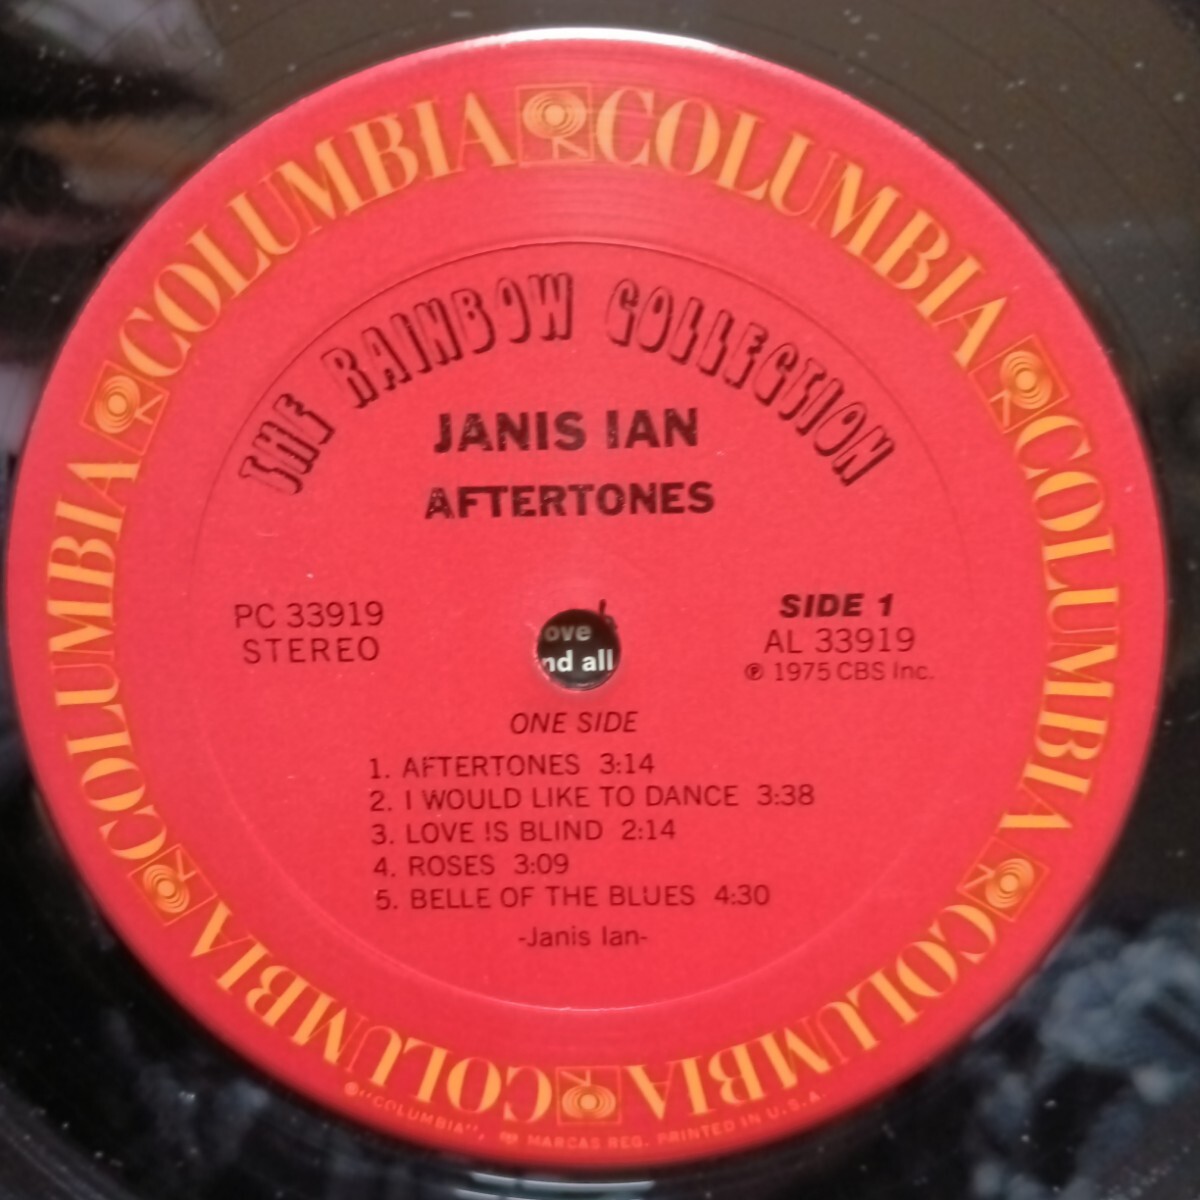 COLUMBIA COLUMBIA COLUMBIA COLUMBIA COLUMBIA COLUMBIA
THE RAINBOW COLLECTION
JANIS IAN
AFTERTONES
PC 33919
STEREO
SIDE 1
AL 33919
℗ 1975 CBS Inc.
ove
nd all
ONE SIDE
1. AFTERTONES 3:14
2. I WOULD LIKE TO DANCE 3:38
3. LOVE IS BLIND 2:14
4. ROSES 3:09
5. BELLE OF THE BLUES 4:30
-Janis Ian-
"COLUMBIA", MARCAS REG. PRINTED IN U.S.A.